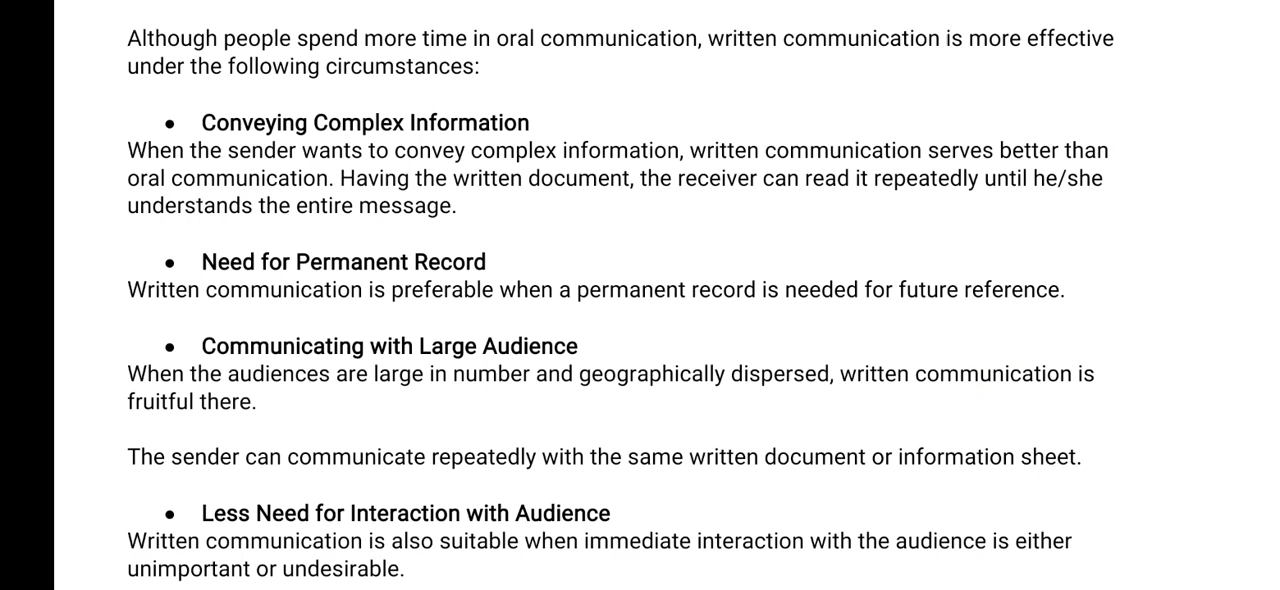 Although people spend more time in oral communication, written communication is more effective
under the following circumstances:
● Conveying Complex Information
When the sender wants to convey complex information, written communication serves better than
oral communication. Having the written document, the receiver can read it repeatedly until he/she
understands the entire message.
● Need for Permanent Record
Written communication is preferable when a permanent record is needed for future reference.
● Communicating with Large Audience
When the audiences are large in number and geographically dispersed, written communication is
fruitful there.
The sender can communicate repeatedly with the same written document or information sheet.
● Less Need for Interaction with Audience
Written communication is also suitable when immediate interaction with the audience is either
unimportant or undesirable.